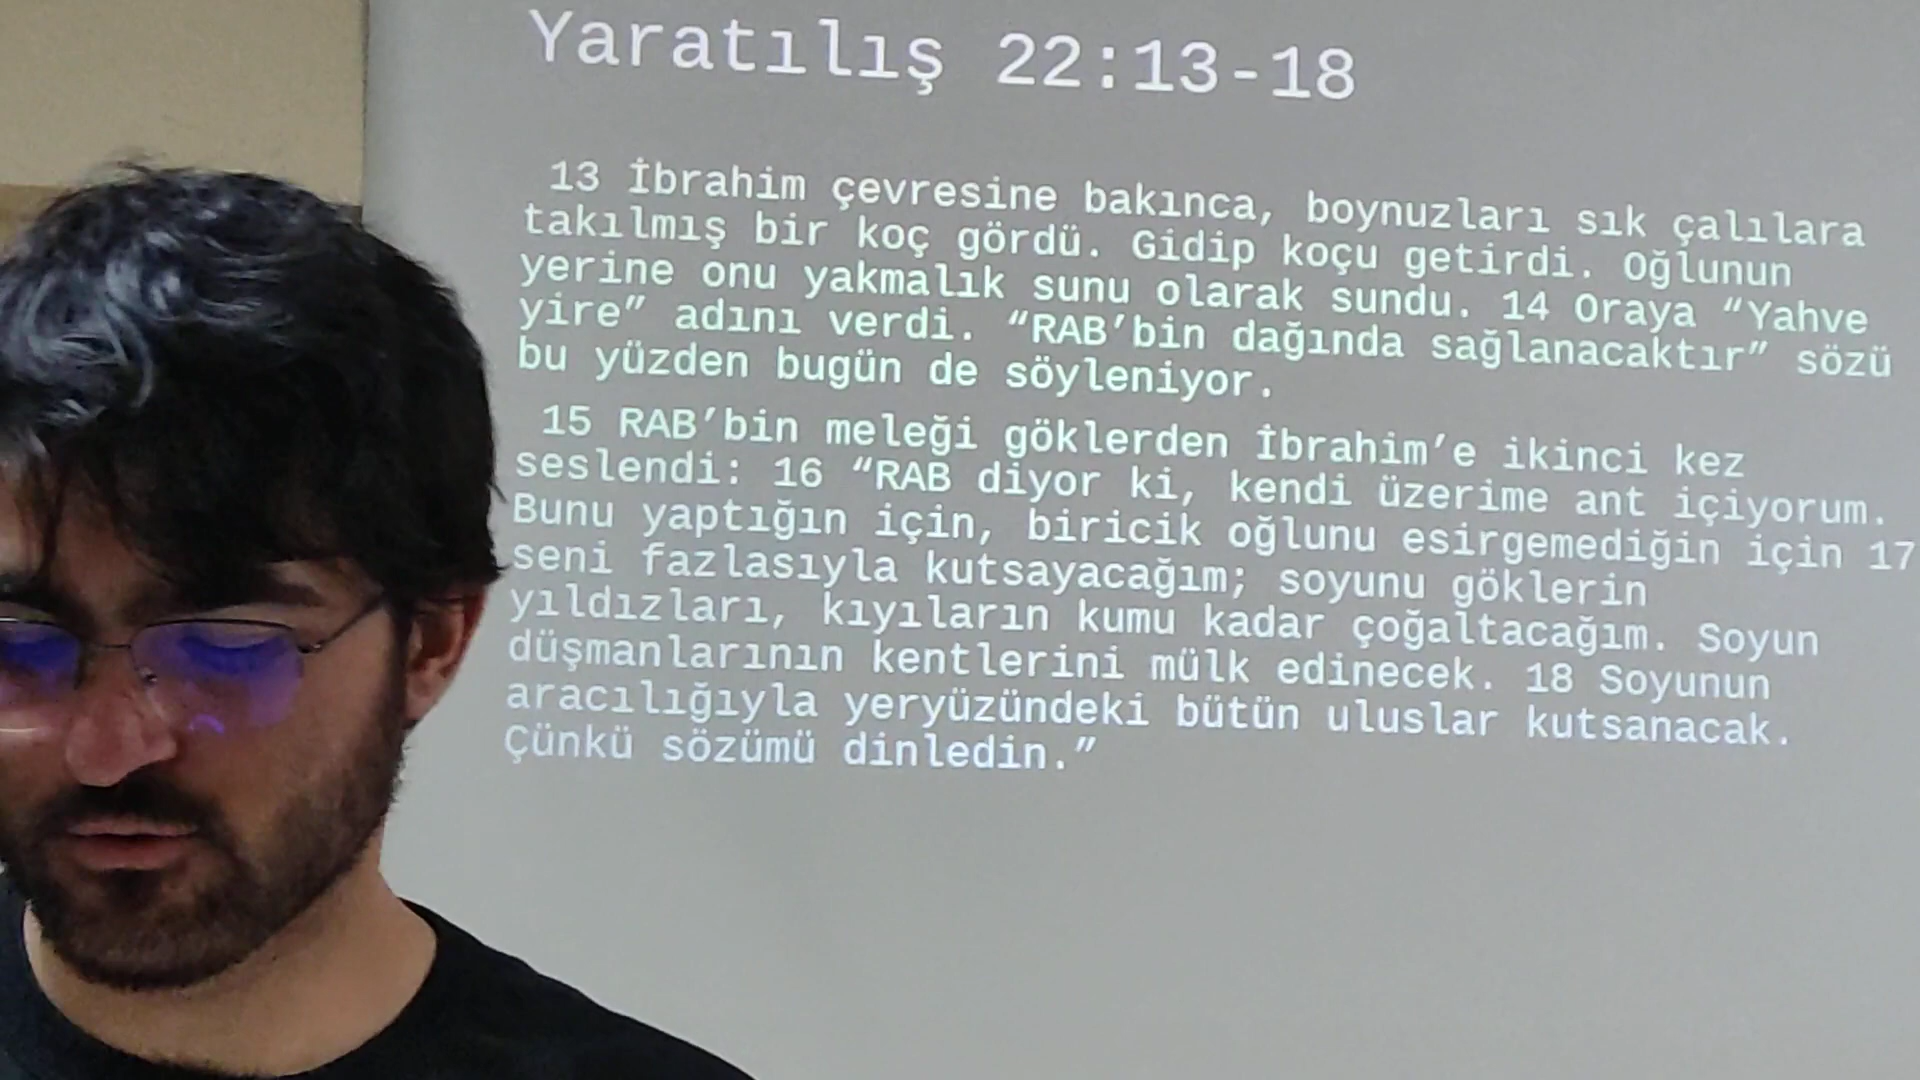 Yaratılış 22:13-18
13 İbrahim çevresine bakınca, boynuzları sık çalılara
takılmış bir koç gördü. Gidip koçu getirdi. Oğlunun
yerine onu yakmalık sunu olarak sundu. 14 Oraya “Yahve
yire” adını verdi. “RAB’bin dağında sağlanacaktır” sözü
bu yüzden bugün de söyleniyor.
15 RAB’bin meleği göklerden İbrahim’e ikinci kez
seslendi: 16 “RAB diyor ki, kendi üzerime ant içiyorum.
Bunu yaptığın için, biricik oğlunu esirgemediğin için 17
seni fazlasıyla kutsayacağım; soyunu göklerin
yıldızları, kıyıların kumu kadar çoğaltacağım. Soyun
düşmanlarının kentlerini mülk edinecek. 18 Soyunun
aracılığıyla yeryüzündeki bütün uluslar kutsanacak.
Çünkü sözümü dinledin.”